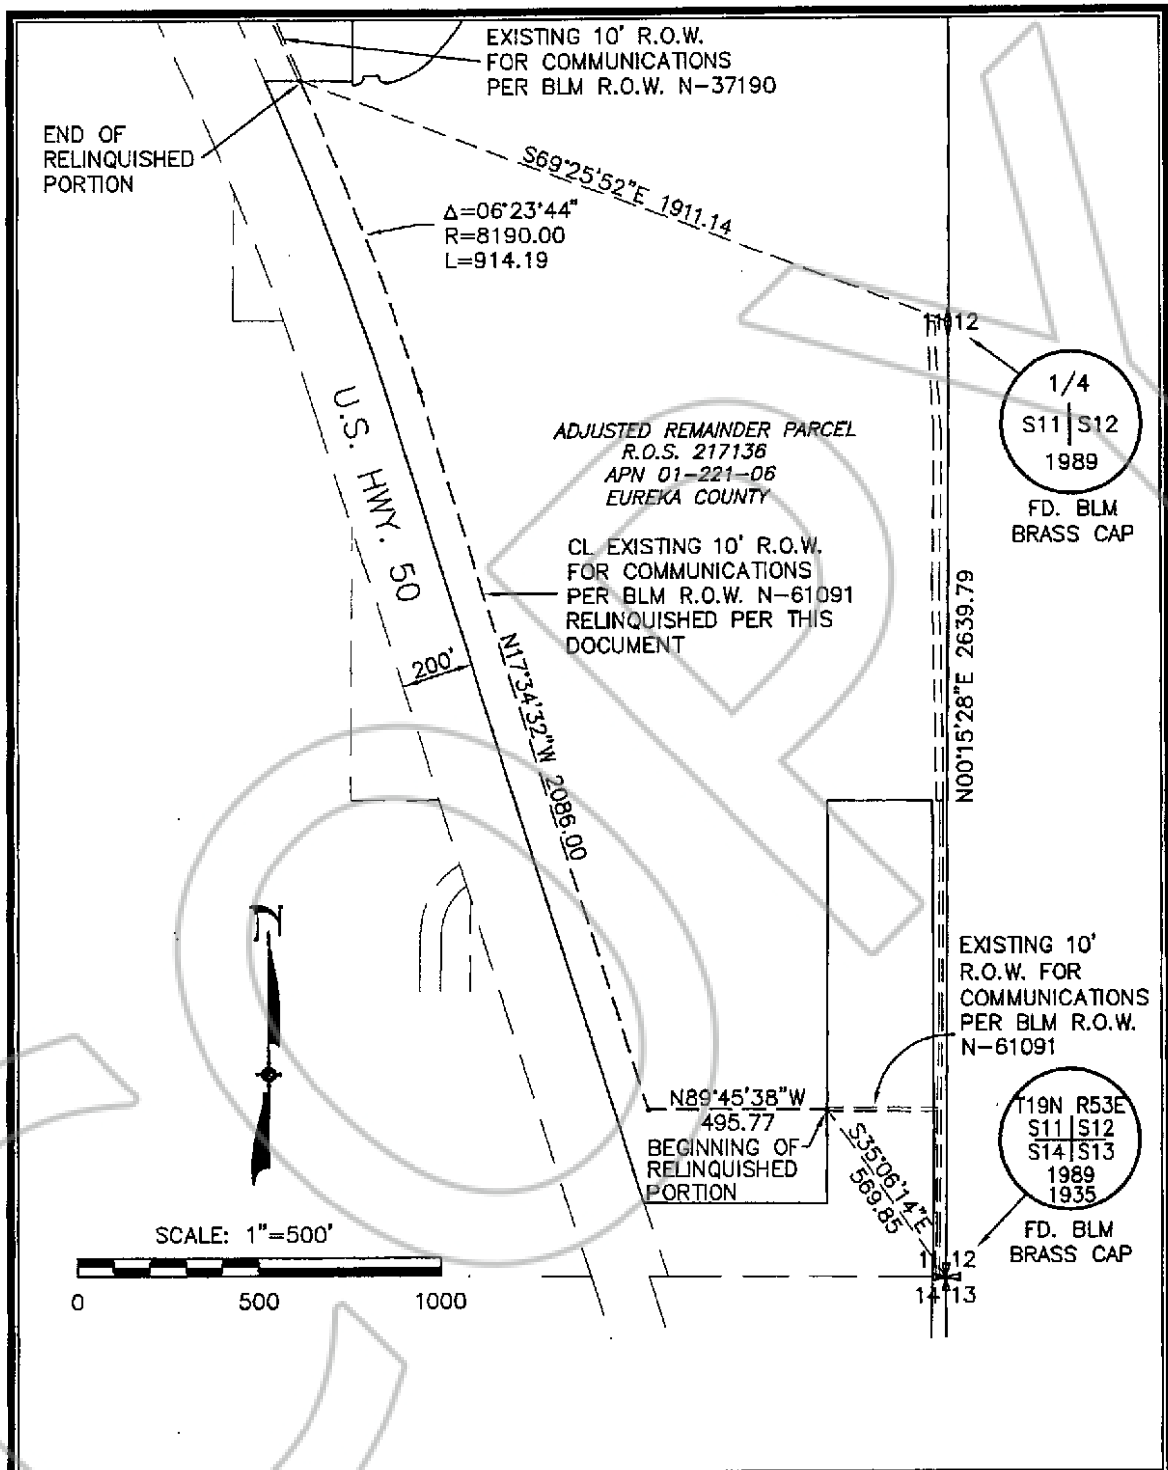 EXISTING 10' R.O.W.
FOR COMMUNICATIONS
PER BLM R.O.W. N-37190
END OF
RELINQUISHED
PORTION
S69°25'52"E 1911.14
Δ=06°23'44"
R=8190.00
L=914.19
11 12
1/4
S11 S12
1989
FD. BLM
BRASS CAP
U.S. HWY. 50
ADJUSTED REMAINDER PARCEL
R.O.S. 217136
APN 01-221-06
EUREKA COUNTY
CL EXISTING 10' R.O.W.
FOR COMMUNICATIONS
PER BLM R.O.W. N-61091
RELINQUISHED PER THIS
DOCUMENT
N00°15'28"E 2639.79
200'
N17°34'32"W 2086.00
N
EXISTING 10'
R.O.W. FOR
COMMUNICATIONS
PER BLM R.O.W.
N-61091
N89°45'38"W
495.77
BEGINNING OF
RELINQUISHED
PORTION
S35°06'14"E
569.85
T19N R53E
S11 S12
S14 S13
1989
1935
FD. BLM
BRASS CAP
11 12
14 13
SCALE: 1"=500'
0 500 1000
COPY